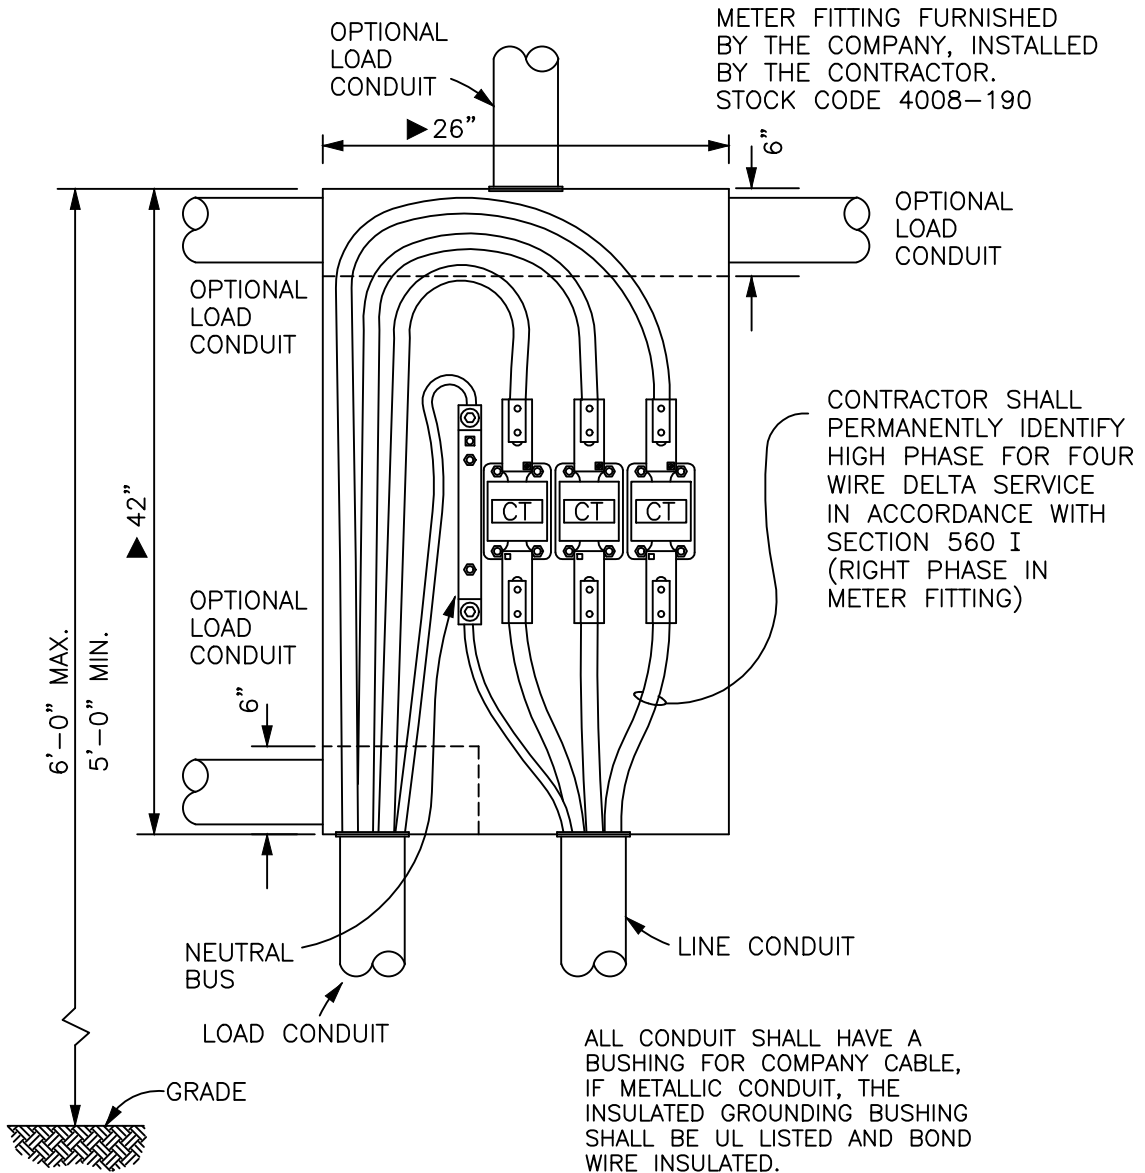 OPTIONAL
LOAD
CONDUIT
METER FITTING FURNISHED
BY THE COMPANY, INSTALLED
BY THE CONTRACTOR.
STOCK CODE 4008-190
▶26"
6"
OPTIONAL
LOAD
CONDUIT
OPTIONAL
LOAD
CONDUIT
▶42"
CONTRACTOR SHALL
PERMANENTLY IDENTIFY
HIGH PHASE FOR FOUR
WIRE DELTA SERVICE
IN ACCORDANCE WITH
SECTION 560 I
(RIGHT PHASE IN
METER FITTING)
CT CT CT
OPTIONAL
LOAD
CONDUIT
6"
6'-0" MAX.
5'-0" MIN.
NEUTRAL
BUS
LINE CONDUIT
LOAD CONDUIT
GRADE
ALL CONDUIT SHALL HAVE A
BUSHING FOR COMPANY CABLE,
IF METALLIC CONDUIT, THE
INSULATED GROUNDING BUSHING
SHALL BE UL LISTED AND BOND
WIRE INSULATED.